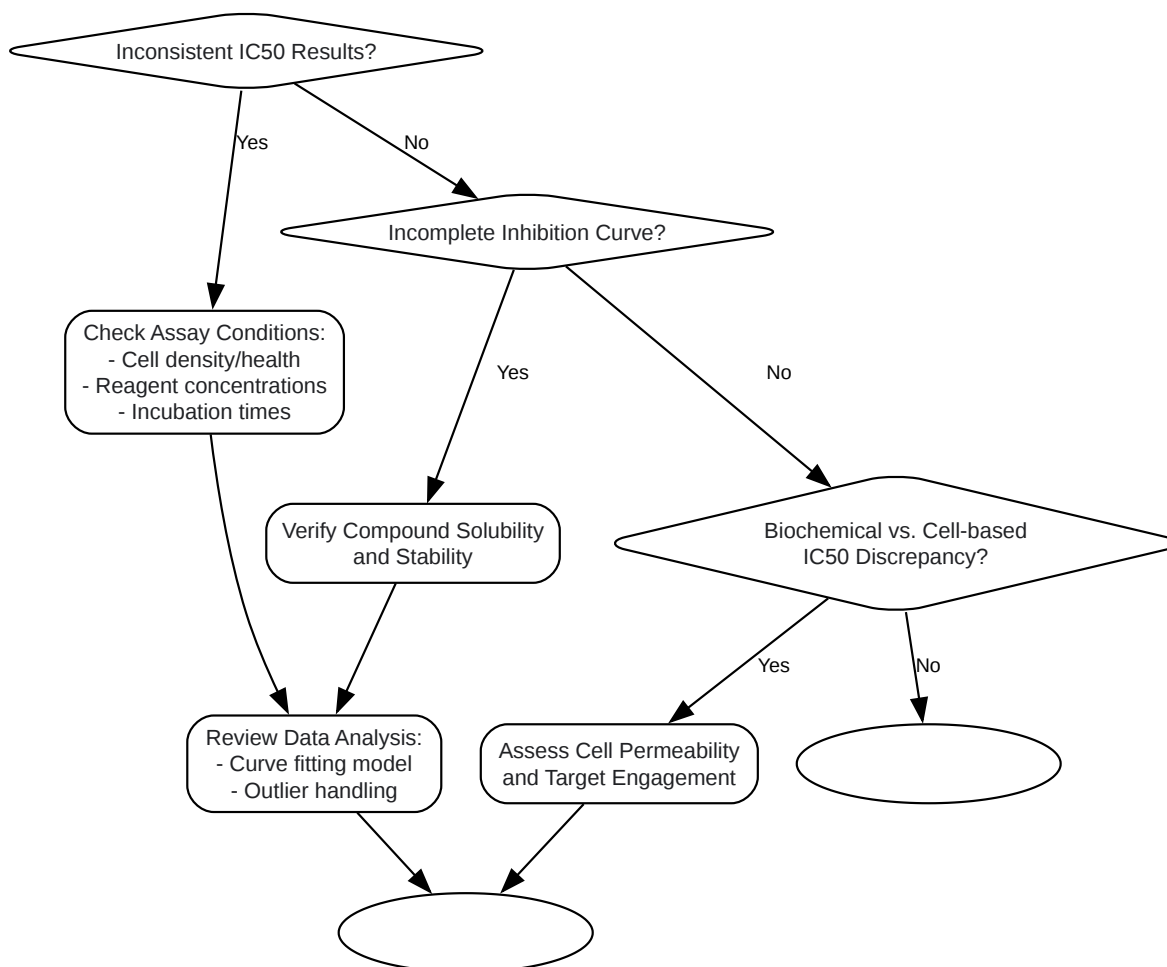 Inconsistent IC50 Results?
Yes
No
Incomplete Inhibition Curve?
Check Assay Conditions:
- Cell density/health
- Reagent concentrations
- Incubation times
Yes
No
Verify Compound Solubility
and Stability
Biochemical vs. Cell-based
IC50 Discrepancy?
Yes
No
Review Data Analysis:
- Curve fitting model
- Outlier handling
Assess Cell Permeability
and Target Engagement